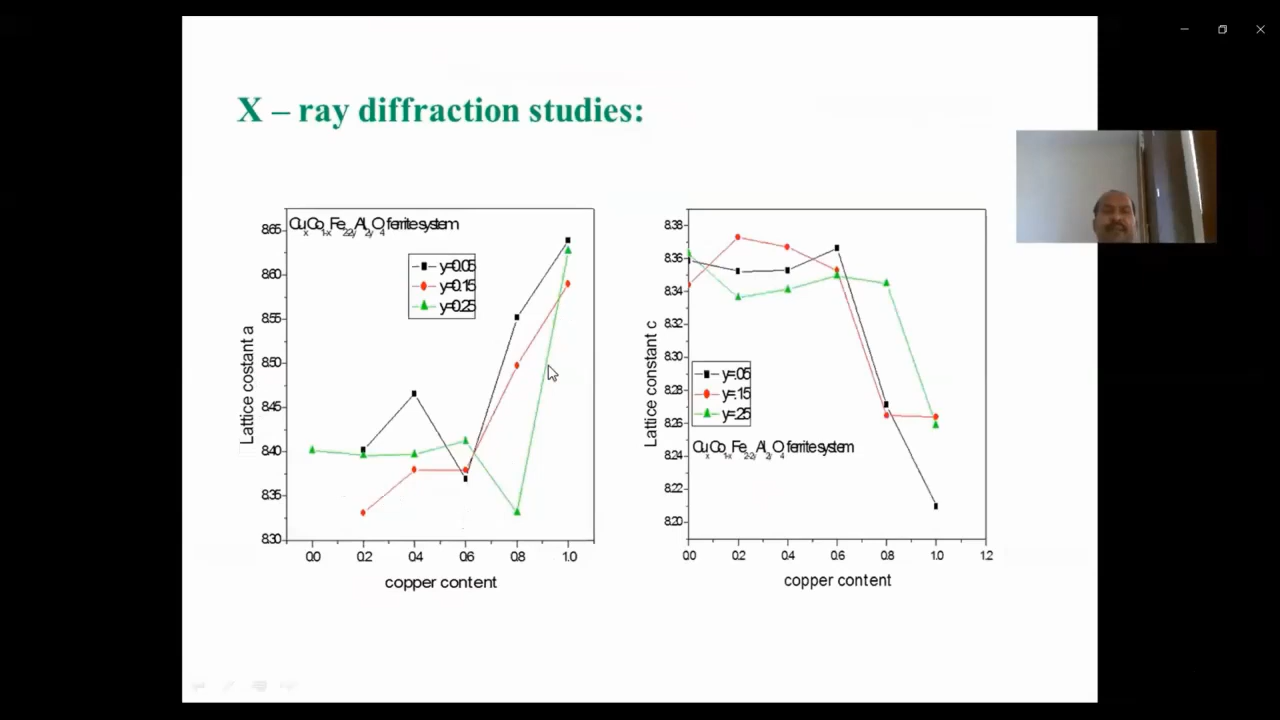 X – ray diffraction studies:
CuxCo1-xFe2-2yAl2yO4 ferrite system
y=0.05
y=0.15
y=0.25
8.65
8.60
8.55
8.50
8.45
8.40
8.35
8.30
Lattice costant a
0.0 0.2 0.4 0.6 0.8 1.0
copper content
8.38
8.36
8.34
8.32
8.30
8.28
8.26
8.24
8.22
8.20
Lattice constant c
y=.05
y=.15
y=.25
CuxCo1-xFe2-2yAl2yO4 ferrite system
0.0 0.2 0.4 0.6 0.8 1.0 1.2
copper content